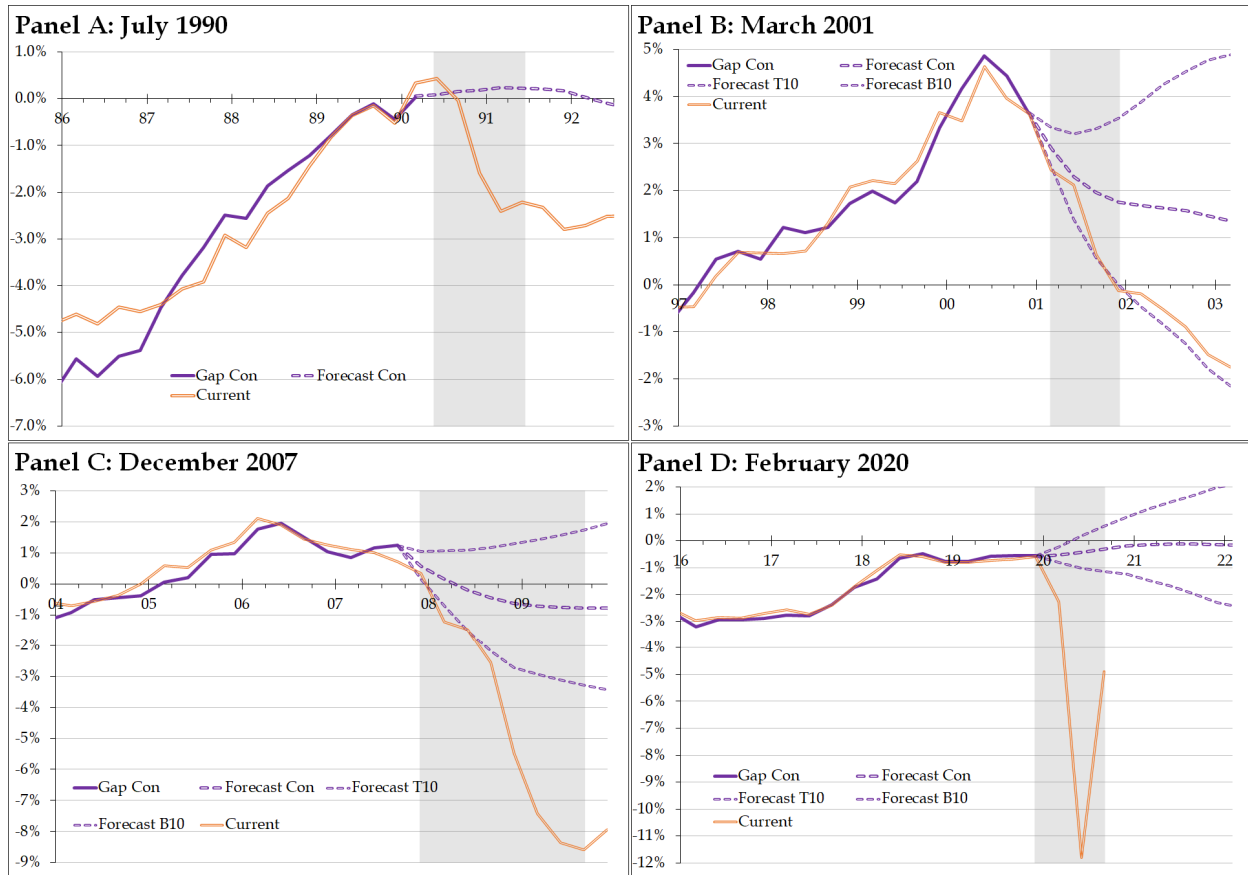 Panel A: July 1990
1.0%
0.0%
-1.0%
-2.0%
-3.0%
-4.0%
-5.0%
-6.0%
-7.0%
86 87 88 89 90 91 92
Gap Con Forecast Con
Current
Panel B: March 2001
5%
4%
3%
2%
1%
0%
-1%
-2%
-3%
Gap Con Forecast Con
Forecast T10 Forecast B10
Current
97 98 99 00 01 02 03
Panel C: December 2007
3%
2%
1%
0%
-1%
-2%
-3%
-4%
-5%
-6%
-7%
-8%
-9%
04 05 06 07 08 09
Gap Con Forecast Con Forecast T10
Forecast B10 Current
Panel D: February 2020
2%
1%
0%
-1%
-2%
-3%
-4%
-5%
-6%
-7%
-8%
-9%
-10%
-11%
-12%
16 17 18 19 20 21 22
Gap Con Forecast Con
Forecast T10 Forecast B10
Current